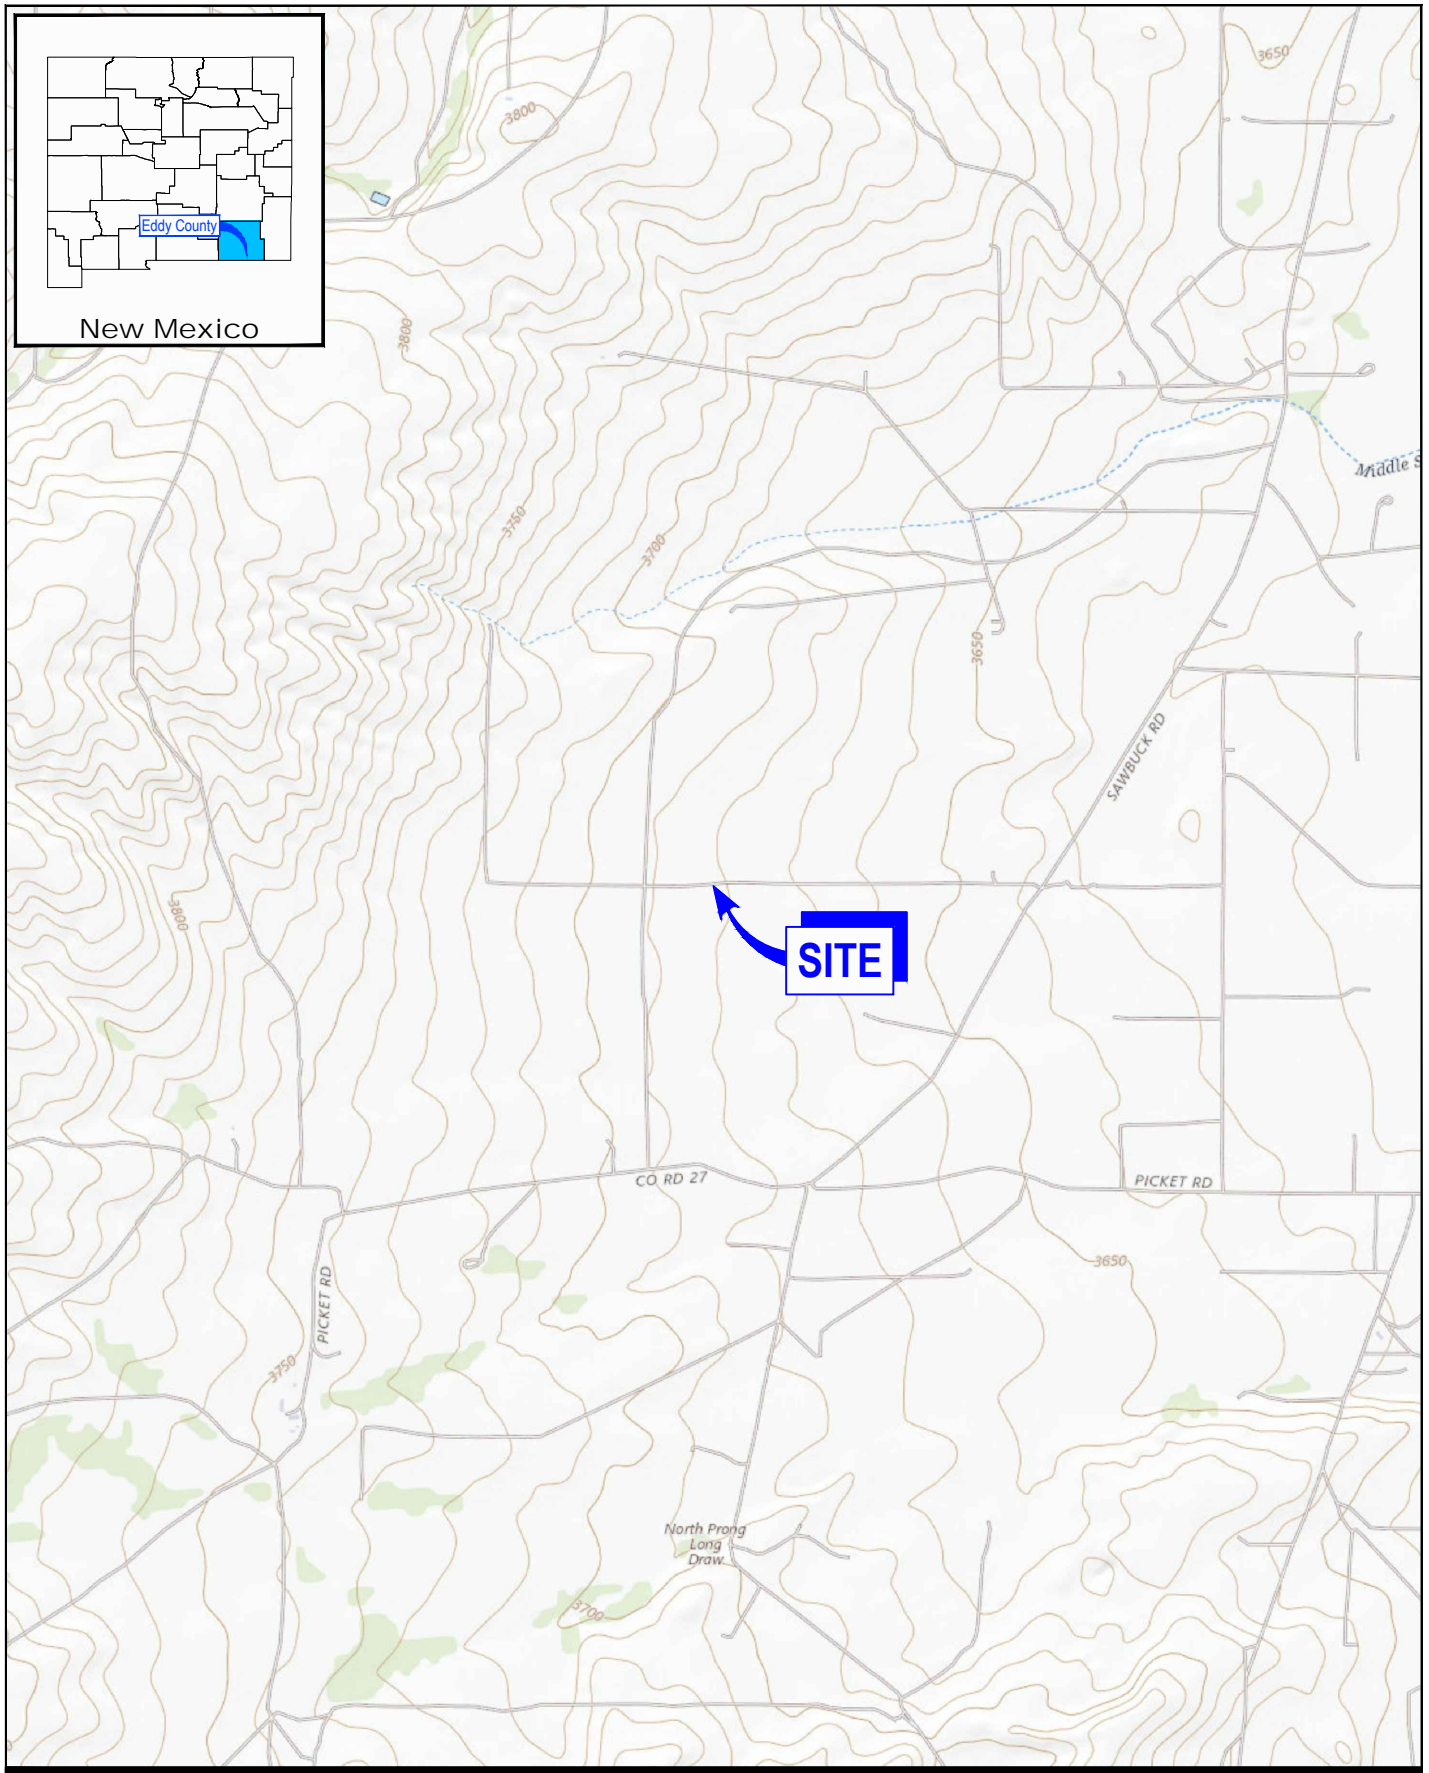 3650
3800
Eddy County
New Mexico
3800
Middle S
3750
3700
3650
SAWBUCK RD
3800
SITE
CO RD 27
PICKET RD
3650
PICKET RD
3750
North Prong
Long
Draw
3700